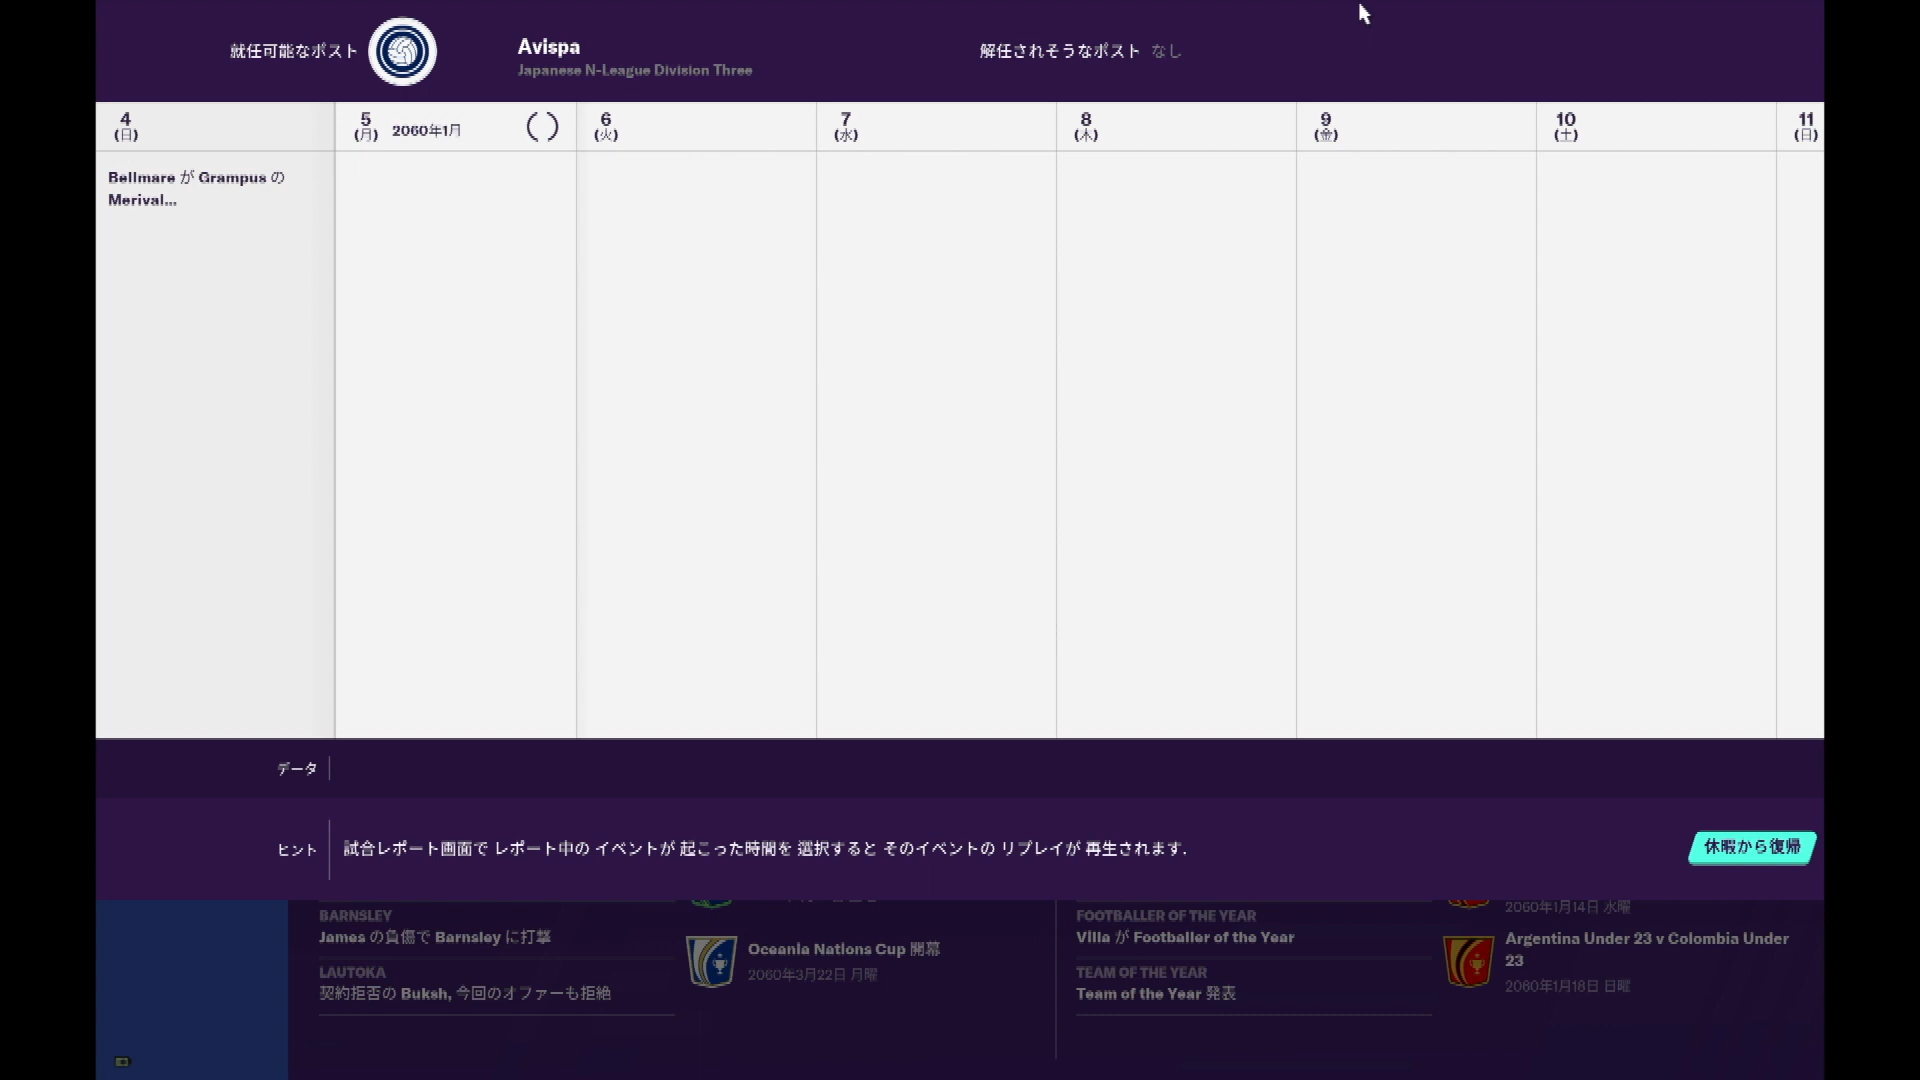 就任可能なポスト
Avispa
Japanese N-League Division Three
解任されそうなポスト なし
4
(日)
5
(月) 2060年1月
6
(火)
7
(水)
8
(木)
9
(金)
10
(土)
11
(日)
Bellmare が Grampus の
Merival...
データ
ヒント
試合レポート画面で レポート中の イベントが 起こった時間を 選択すると そのイベントの リプレイが 再生されます.
休暇から復帰
BARNSLEY
James の負傷で Barnsley に打撃
LAUTOKA
契約拒否の Buksh, 今回のオファーも拒絶
Oceania Nations Cup 開幕
2060年3月22日 月曜
FOOTBALLER OF THE YEAR
Villa が Footballer of the Year
TEAM OF THE YEAR
Team of the Year 発表
2060年1月14日 水曜
Argentina Under 23 v Colombia Under
23
2060年1月18日 日曜